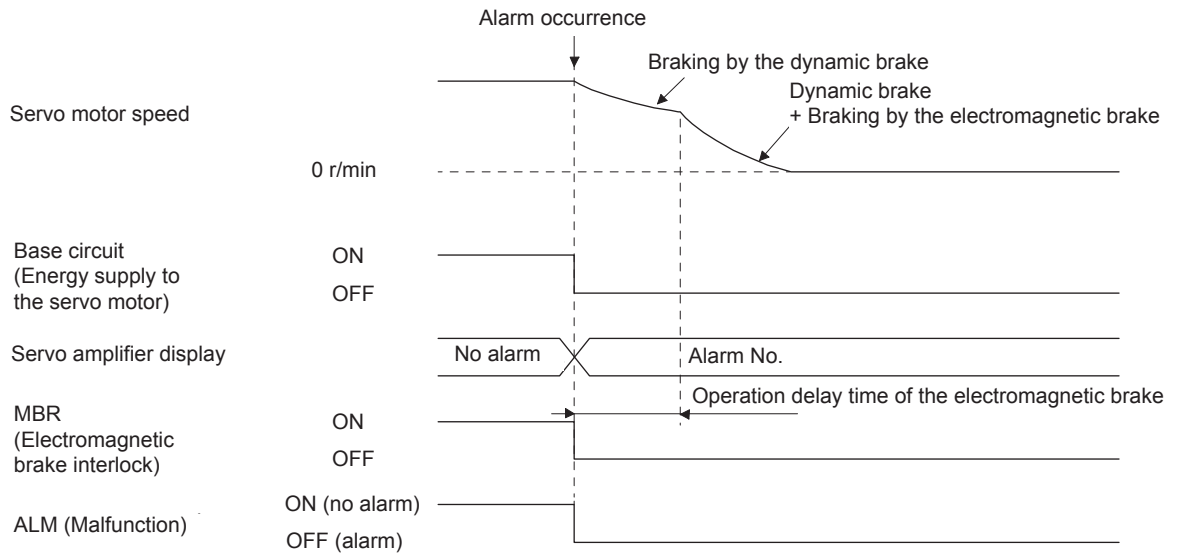 Alarm occurrence
Braking by the dynamic brake
Dynamic brake
+ Braking by the electromagnetic brake
Servo motor speed
0 r/min
Base circuit
(Energy supply to
the servo motor)
ON
OFF
Servo amplifier display
No alarm
Alarm No.
Operation delay time of the electromagnetic brake
MBR
(Electromagnetic
brake interlock)
ON
OFF
ALM (Malfunction)
ON (no alarm)
OFF (alarm)